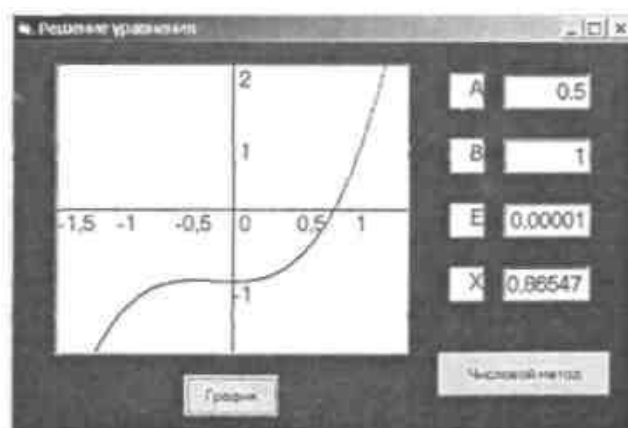 Решение уравнения
2
1
-1,5 -1 -0,5 0 0,5 1
-1
A 0.5
B 1
E 0.00001
X 0.86547
График
Числовой метод